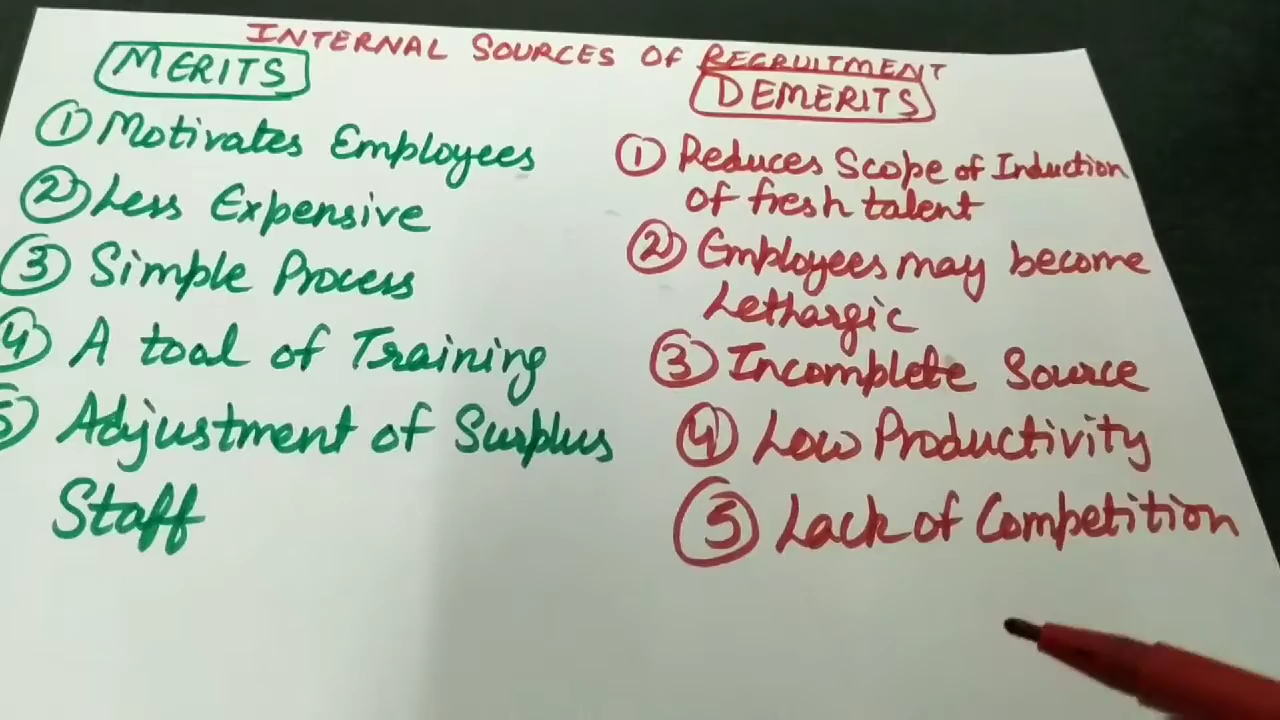 INTERNAL SOURCES OF RECRUITMENT
MERITS
① Motivates Employees
② Less Expensive
③ Simple Process
④ A tool of Training
⑤ Adjustment of Surplus
Staff
DEMERITS
① Reduces Scope of Induction
of fresh talent
② Employees may become
Lethargic
③ Incomplete Source
④ Low Productivity
⑤ Lack of Competition